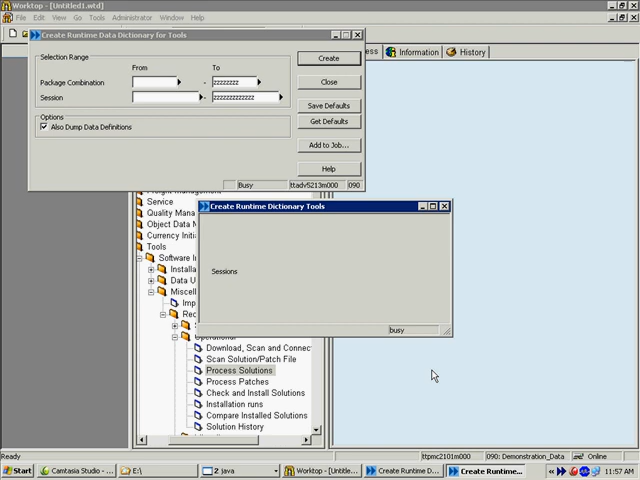 Worktop - [Untitled1.wtd]
File Edit View Go Tools Administrator Window Help
Create Runtime Data Dictionary for Tools
Selection Range
From To
Package Combination - zzzzzzzz
Session - zzzzzzzzzzzzz
Options
Also Dump Data Definitions
Create
Close
Save Defaults
Get Defaults
Add to Job...
Help
Busy ttadv5213m000 090
Information
History
Service
Quality Mana
Object Data M
Currency Initia
Tools
Software In
Installa
Data U
Miscell
Imp
Rec
Download, Scan and Connec
Scan Solution/Patch File
Process Solutions
Process Patches
Check and Install Solutions
Installation runs
Compare Installed Solutions
Solution History
Create Runtime Dictionary Tools
Sessions
busy
Ready ttpmc2101m000 090: Demonstration_Data Online
Start Camtasia Studio - ... E:\ 2 java Worktop - [Untitle... Create Runtime D... Create Runtime... 11:57 AM